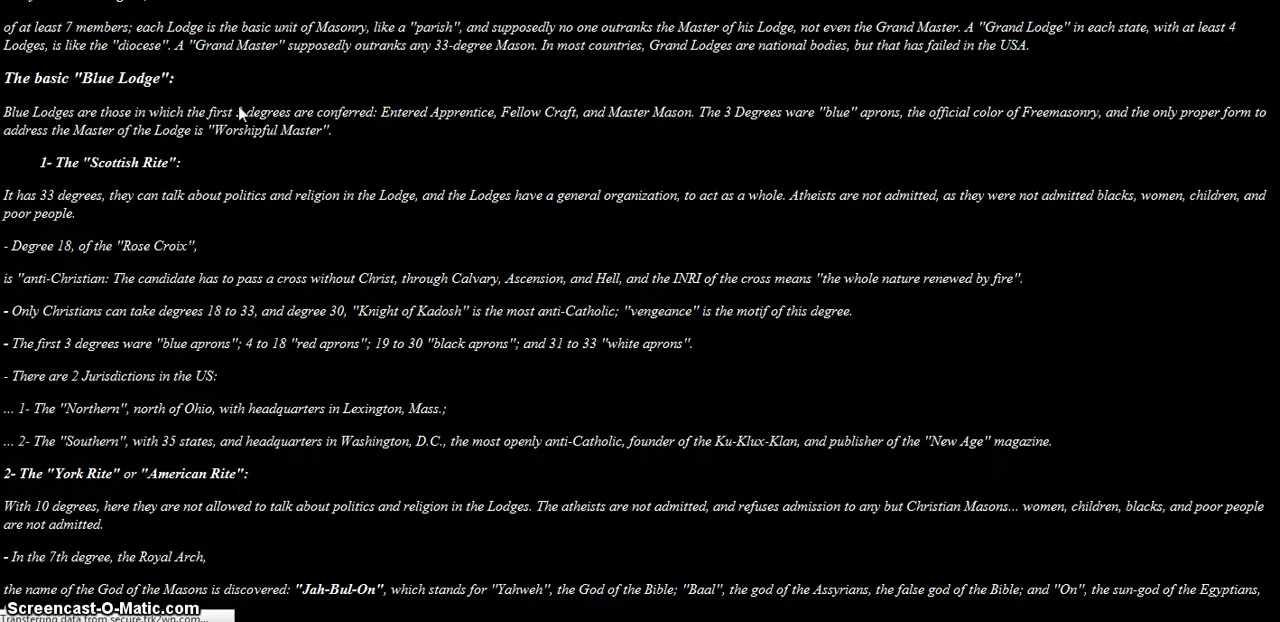 of at least 7 members; each Lodge is the basic unit of Masonry, like a "parish", and supposedly no one outranks the Master of his Lodge, not even the Grand Master. A "Grand Lodge" in each state, with at least 4
Lodges, is like the "diocese". A "Grand Master" supposedly outranks any 33-degree Mason. In most countries, Grand Lodges are national bodies, but that has failed in the USA.
The basic "Blue Lodge":
Blue Lodges are those in which the first degrees are conferred: Entered Apprentice, Fellow Craft, and Master Mason. The 3 Degrees ware "blue" aprons, the official color of Freemasonry, and the only proper form to
address the Master of the Lodge is "Worshipful Master".
1- The "Scottish Rite":
It has 33 degrees, they can talk about politics and religion in the Lodge, and the Lodges have a general organization, to act as a whole. Atheists are not admitted, as they were not admitted blacks, women, children, and
poor people.
- Degree 18, of the "Rose Croix",
is "anti-Christian: The candidate has to pass a cross without Christ, through Calvary, Ascension, and Hell, and the INRI of the cross means "the whole nature renewed by fire".
- Only Christians can take degrees 18 to 33, and degree 30, "Knight of Kadosh" is the most anti-Catholic; "vengeance" is the motif of this degree.
- The first 3 degrees ware "blue aprons"; 4 to 18 "red aprons"; 19 to 30 "black aprons"; and 31 to 33 "white aprons".
- There are 2 Jurisdictions in the US:
... 1- The "Northern", north of Ohio, with headquarters in Lexington, Mass.;
... 2- The "Southern", with 35 states, and headquarters in Washington, D.C., the most openly anti-Catholic, founder of the Ku-Klux-Klan, and publisher of the "New Age" magazine.
2- The "York Rite" or "American Rite":
With 10 degrees, here they are not allowed to talk about politics and religion in the Lodges. The atheists are not admitted, and refuses admission to any but Christian Masons... women, children, blacks, and poor people
are not admitted.
- In the 7th degree, the Royal Arch,
the name of the God of the Masons is discovered: "Jah-Bul-On", which stands for "Yahweh", the God of the Bible; "Baal", the god of the Assyrians, the false god of the Bible; and "On", the sun-god of the Egyptians,
Screencast-O-Matic.com
Transferring data from secure.